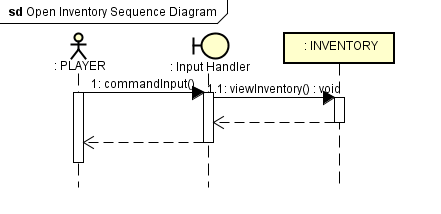 sd Open Inventory Sequence Diagram
: PLAYER
: Input Handler
: INVENTORY
1: commandInput()
1.1: viewInventory() : void